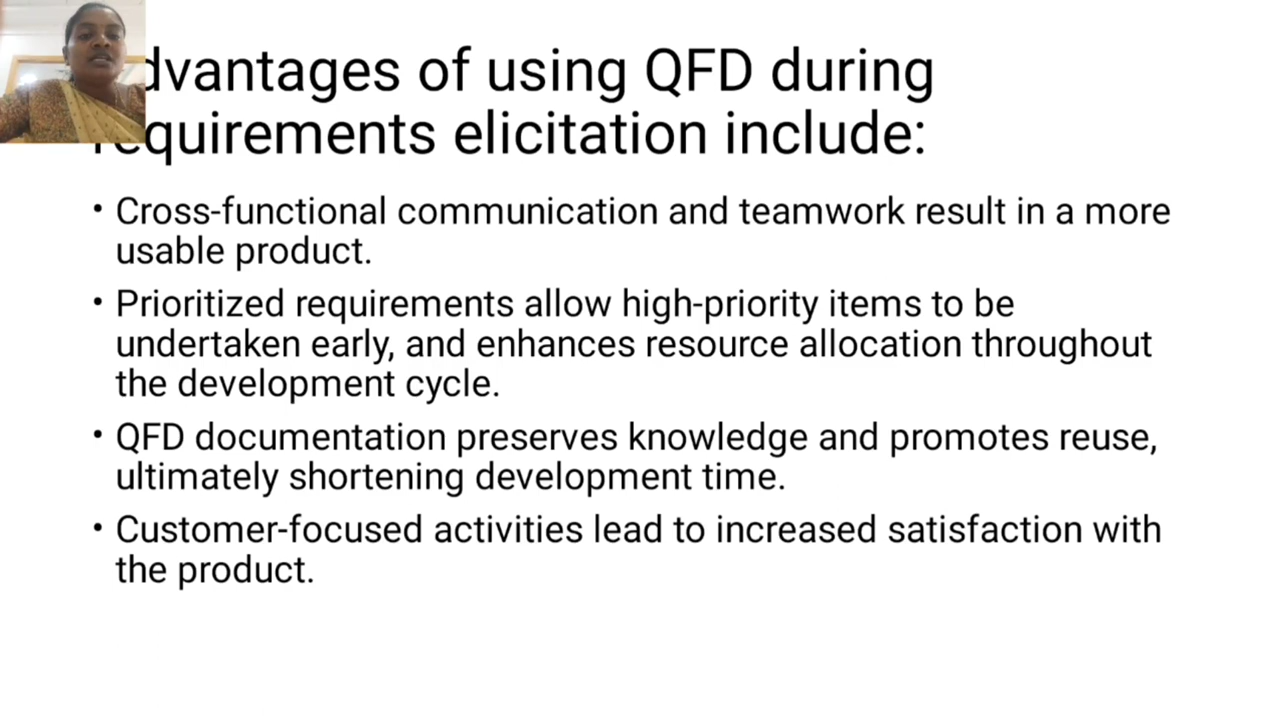 dvantages of using QFD during
requirements elicitation include:
• Cross-functional communication and teamwork result in a more
usable product.
• Prioritized requirements allow high-priority items to be
undertaken early, and enhances resource allocation throughout
the development cycle.
• QFD documentation preserves knowledge and promotes reuse,
ultimately shortening development time.
• Customer-focused activities lead to increased satisfaction with
the product.